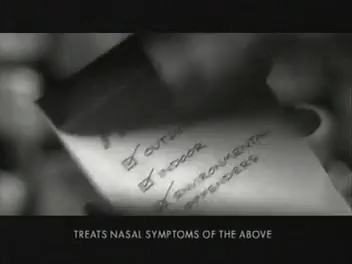 INDOOR
ENVIRONMENTAL
OFFENDERS
TREATS NASAL SYMPTOMS OF THE ABOVE